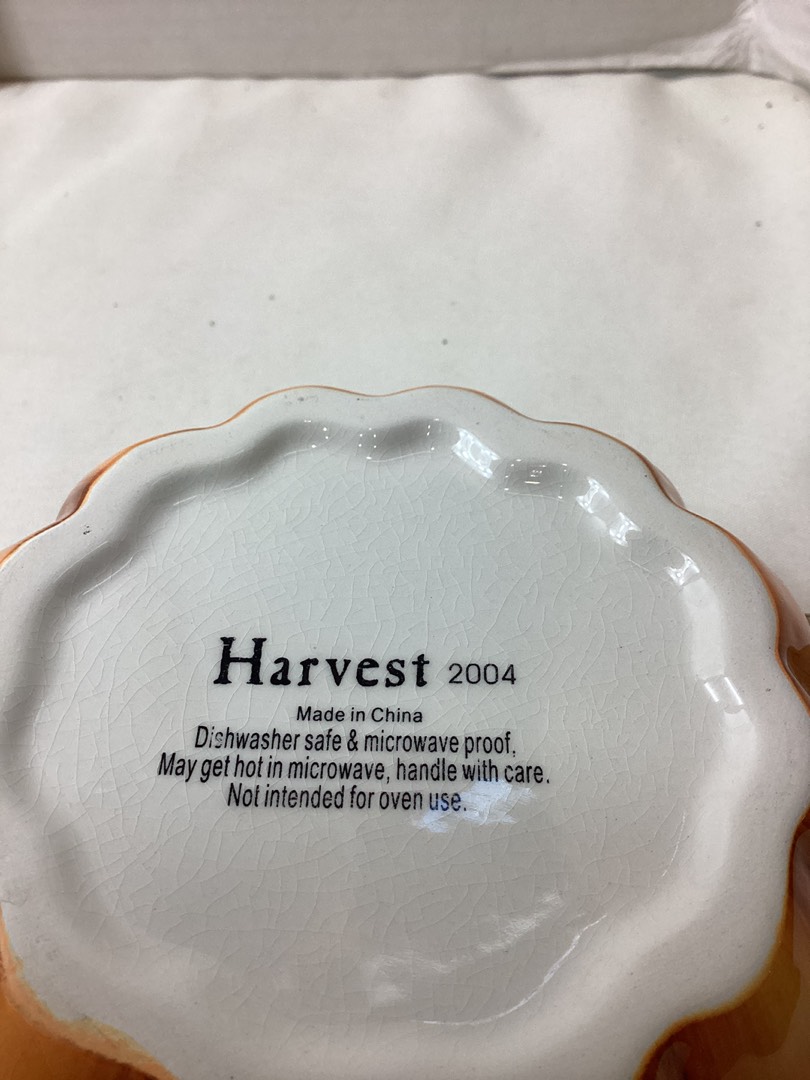 Harvest 2004
Made in China
Dishwasher safe & microwave proof.
May get hot in microwave, handle with care.
Not intended for oven use.